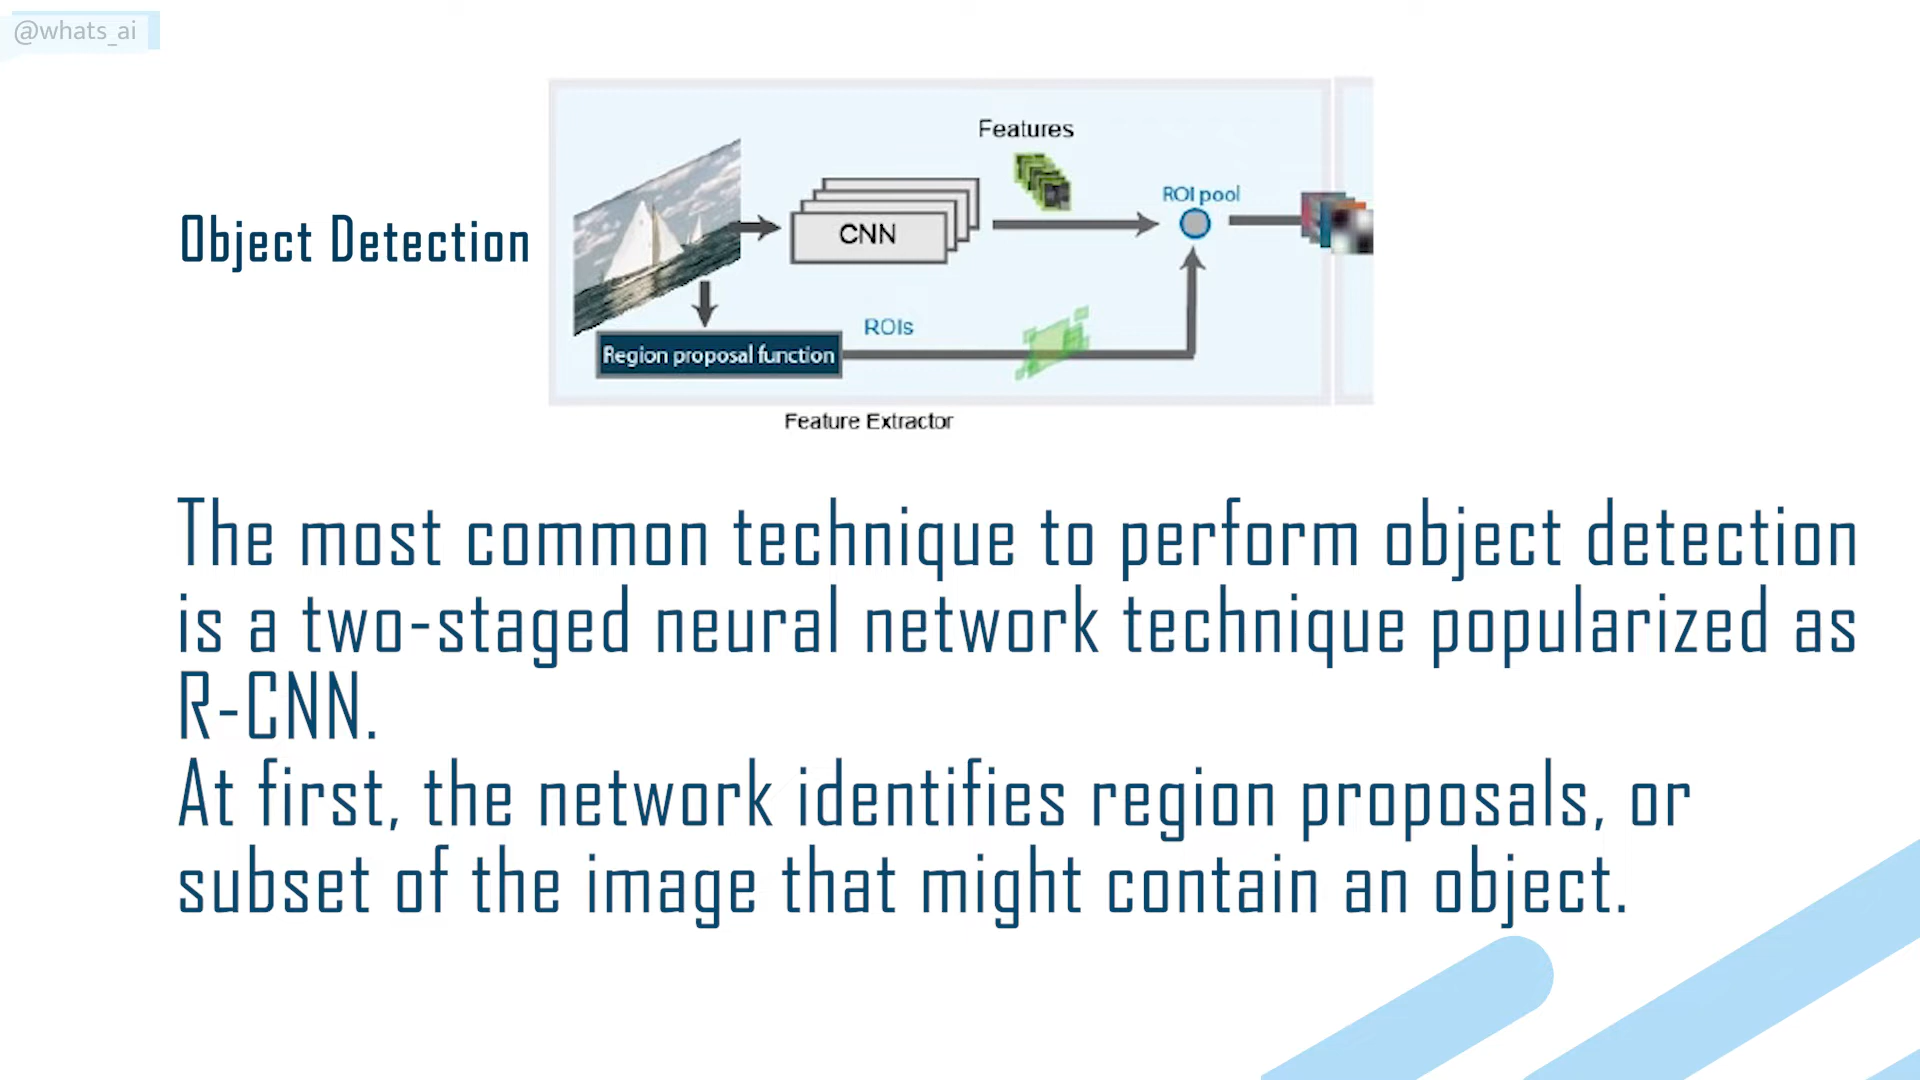 @whats_ai
Object Detection
Features
ROI pool
CNN
ROIs
Region proposal function
Feature Extractor
The most common technique to perform object detection
is a two-staged neural network technique popularized as
R-CNN.
At first, the network identifies region proposals, or
subset of the image that might contain an object.